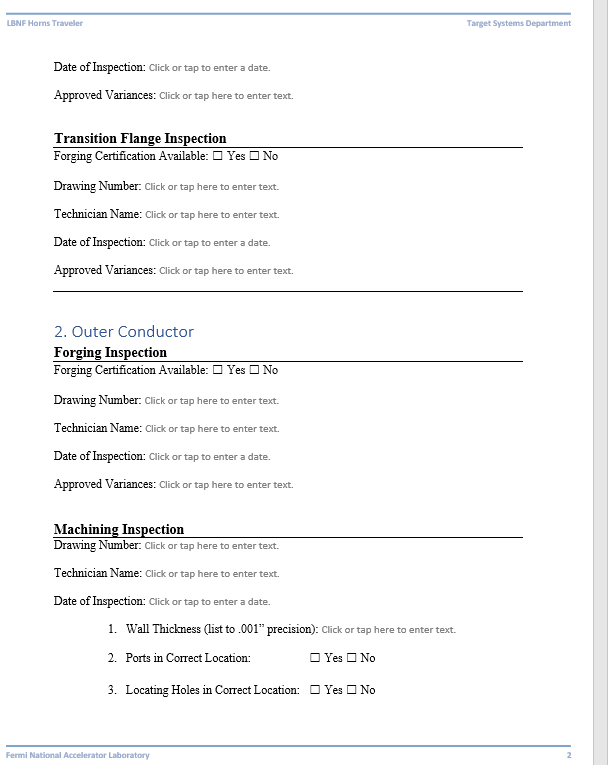 LBNF Horns Traveler Target Systems Department
Date of Inspection: Click or tap to enter a date.
Approved Variances: Click or tap here to enter text.
Transition Flange Inspection
Forging Certification Available: ☐ Yes ☐ No
Drawing Number: Click or tap here to enter text.
Technician Name: Click or tap here to enter text.
Date of Inspection: Click or tap to enter a date.
Approved Variances: Click or tap here to enter text.
2. Outer Conductor
Forging Inspection
Forging Certification Available: ☐ Yes ☐ No
Drawing Number: Click or tap here to enter text.
Technician Name: Click or tap here to enter text.
Date of Inspection: Click or tap to enter a date.
Approved Variances: Click or tap here to enter text.
Machining Inspection
Drawing Number: Click or tap here to enter text.
Technician Name: Click or tap here to enter text.
Date of Inspection: Click or tap to enter a date.
1. Wall Thickness (list to .001” precision): Click or tap here to enter text.
2. Ports in Correct Location: ☐ Yes ☐ No
3. Locating Holes in Correct Location: ☐ Yes ☐ No
Fermi National Accelerator Laboratory 2